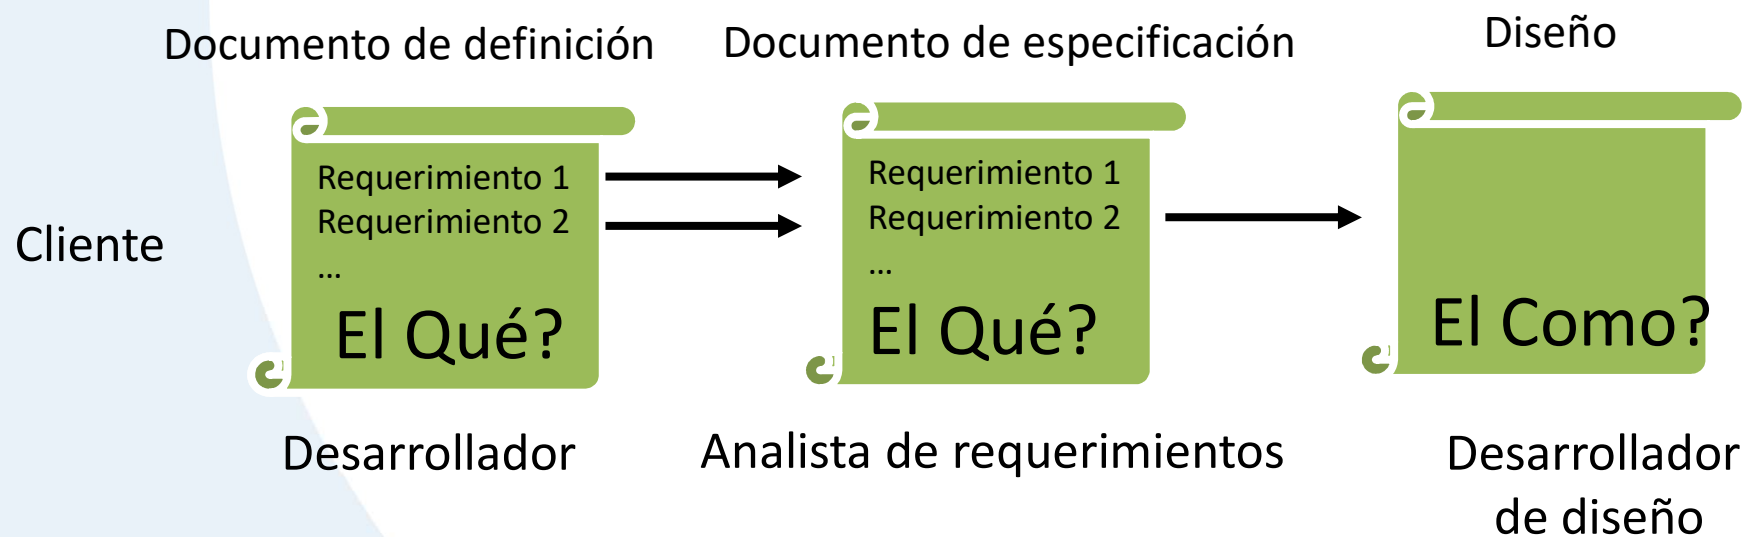 Documento de definición
Documento de especificación
Diseño
Cliente
Requerimiento 1
Requerimiento 2
...
El Qué?
Requerimiento 1
Requerimiento 2
...
El Qué?
El Como?
Desarrollador
Analista de requerimientos
Desarrollador
de diseño